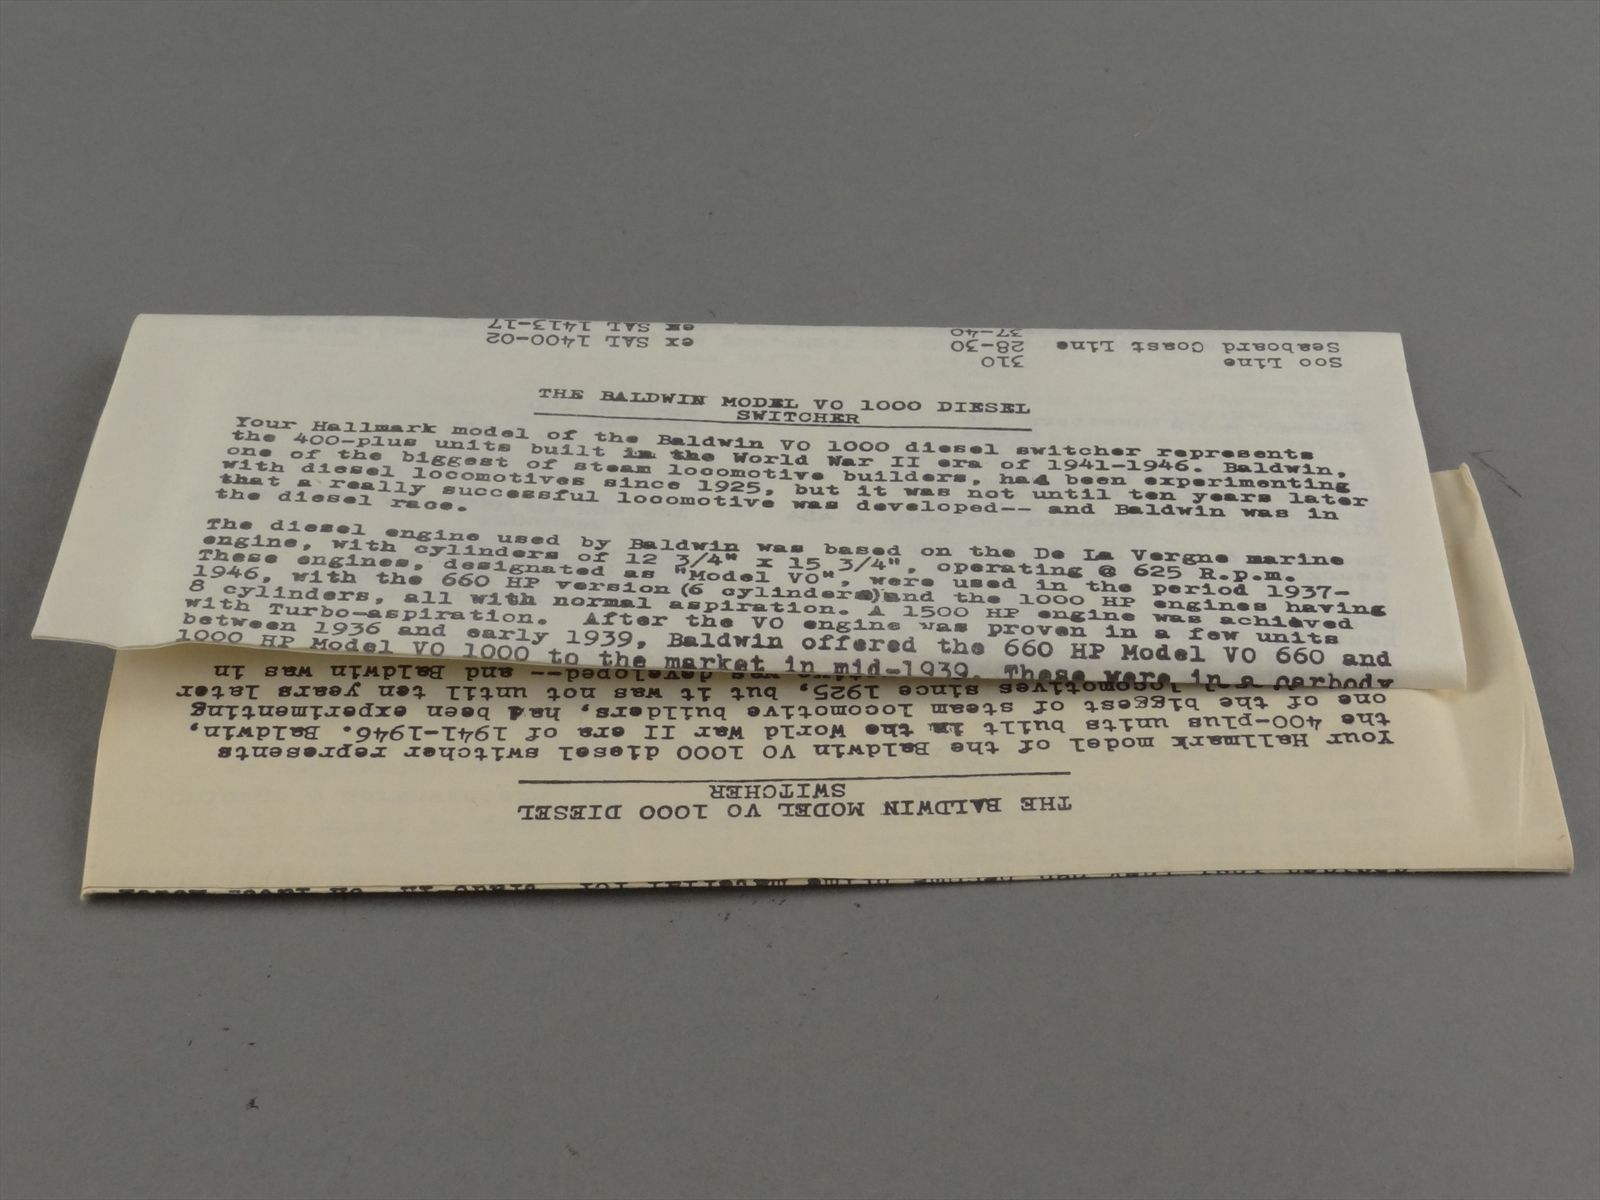 Soo Line 310
Seaboard Coast Line 28-30 ex SAL 1400-02
37-40 ex SAL 1413-17
THE BALDWIN MODEL VO 1000 DIESEL
SWITCHER
Your Hallmark model of the Baldwin VO 1000 diesel switcher represents
the 400-plus units built in the World War II era of 1941-1946. Baldwin,
one of the biggest of steam locomotive builders, had been experimenting
with diesel locomotives since 1925, but it was not until ten years later
that a really successful locomotive was developed-- and Baldwin was in
the diesel race.
The diesel engine used by Baldwin was based on the De La Vergne marine
engine, with cylinders of 12 3/4" x 15 3/4", operating @ 625 R.p.m.
These engines, designated as "Model VO", were used in the period 1937-
1946, with the 660 HP version (6 cylinders)and the 1000 HP engines having
8 cylinders, all with normal aspiration. A 1500 HP engine was achieved
with Turbo-aspiration. After the VO engine was proven in a few units
between 1936 and early 1939, Baldwin offered the 660 HP Model VO 660 and
1000 HP Model VO 1000 to the market in mid-1939. These were in a carbody
THE BALDWIN MODEL VO 1000 DIESEL
SWITCHER
Your Hallmark model of the Baldwin VO 1000 diesel switcher represents
the 400-plus units built in the World War II era of 1941-1946. Baldwin,
one of the biggest of steam locomotive builders, had been experimenting
locomotives since 1925, but it was not until ten years later
was developed-- and Baldwin was in